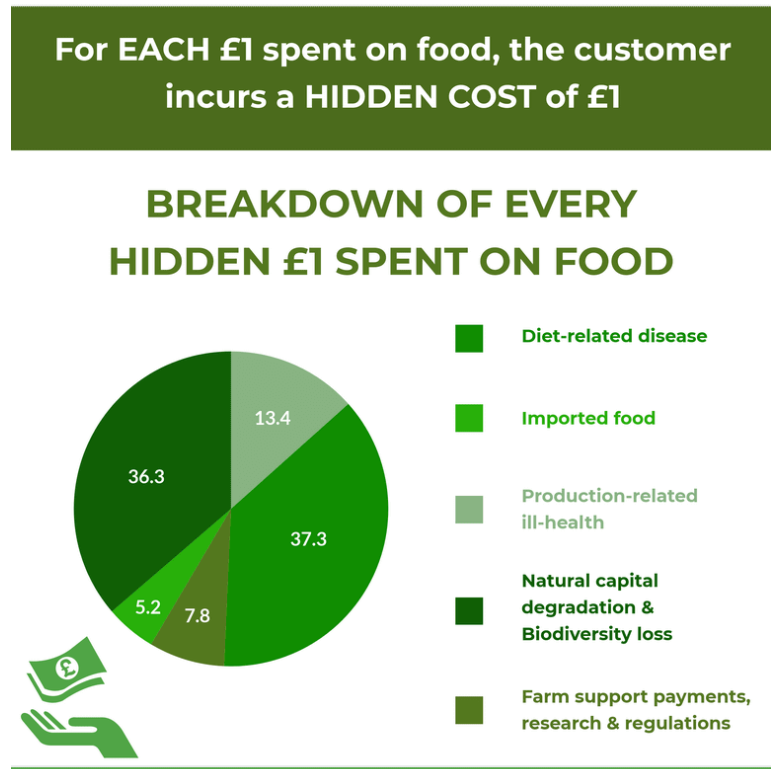 For EACH £1 spent on food, the customer
incurs a HIDDEN COST of £1
BREAKDOWN OF EVERY
HIDDEN £1 SPENT ON FOOD
13.4
37.3
7.8
5.2
36.3
£
Diet-related disease
Imported food
Production-related
ill-health
Natural capital
degradation &
Biodiversity loss
Farm support payments,
research & regulations